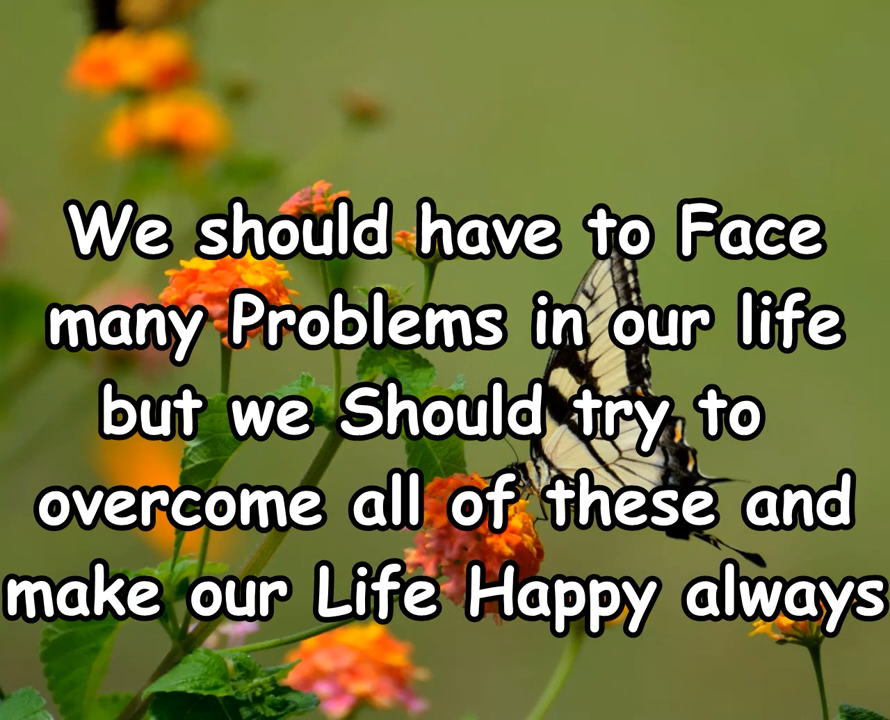 We should have to Face
many Problems in our life
but we Should try to
overcome all of these and
make our Life Happy always